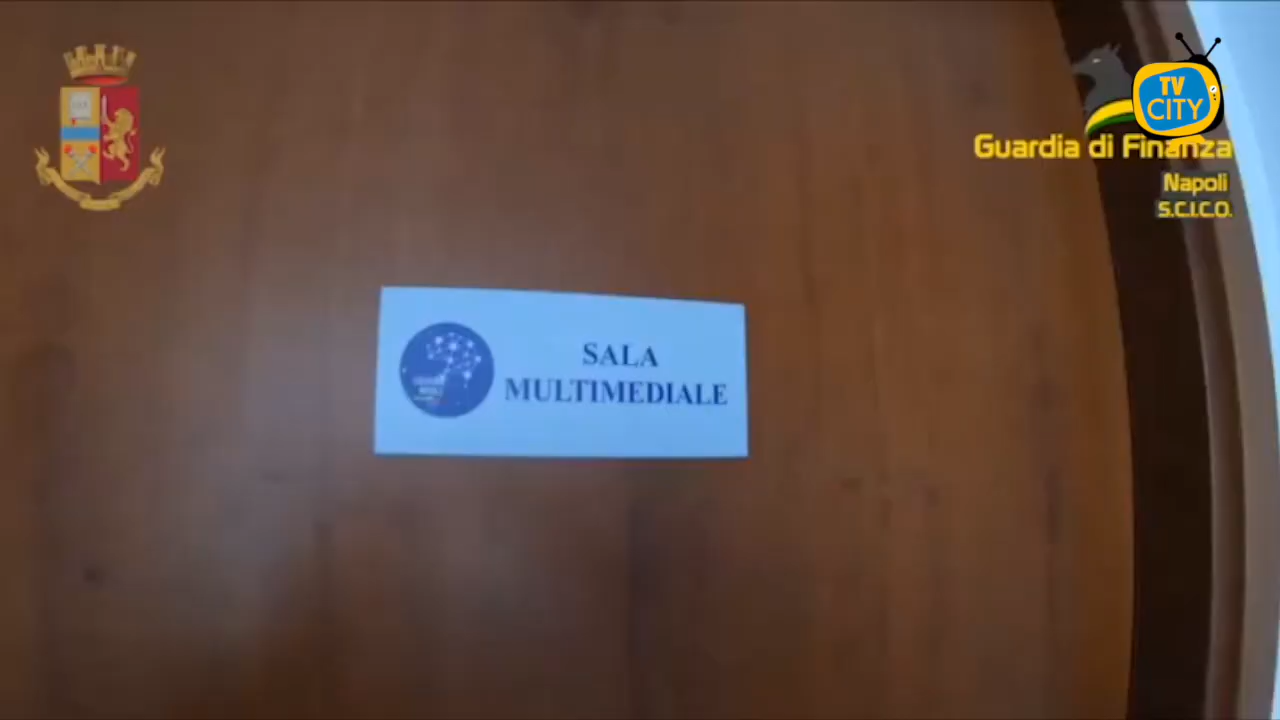 TV
CITY
Guardia di Finanza
Napoli
S.C.I.C.O.
SALA
MULTIMEDIALE